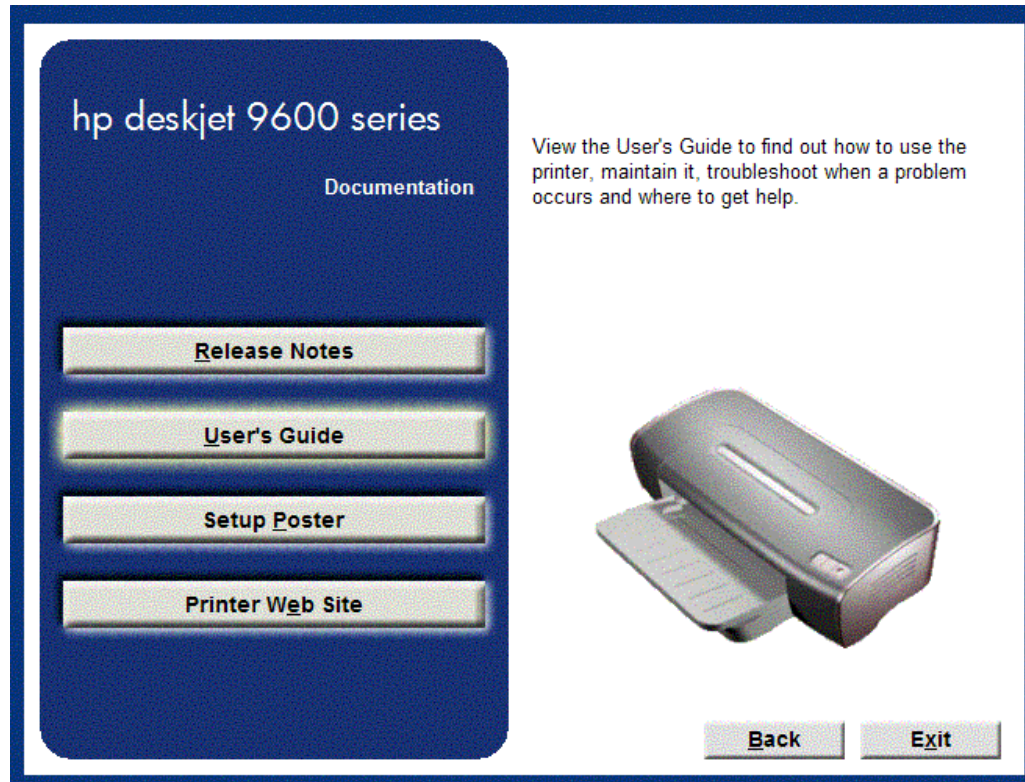 hp deskjet 9600 series
Documentation
View the User's Guide to find out how to use the
printer, maintain it, troubleshoot when a problem
occurs and where to get help.
Release Notes
User's Guide
Setup Poster
Printer Web Site
Back
Exit